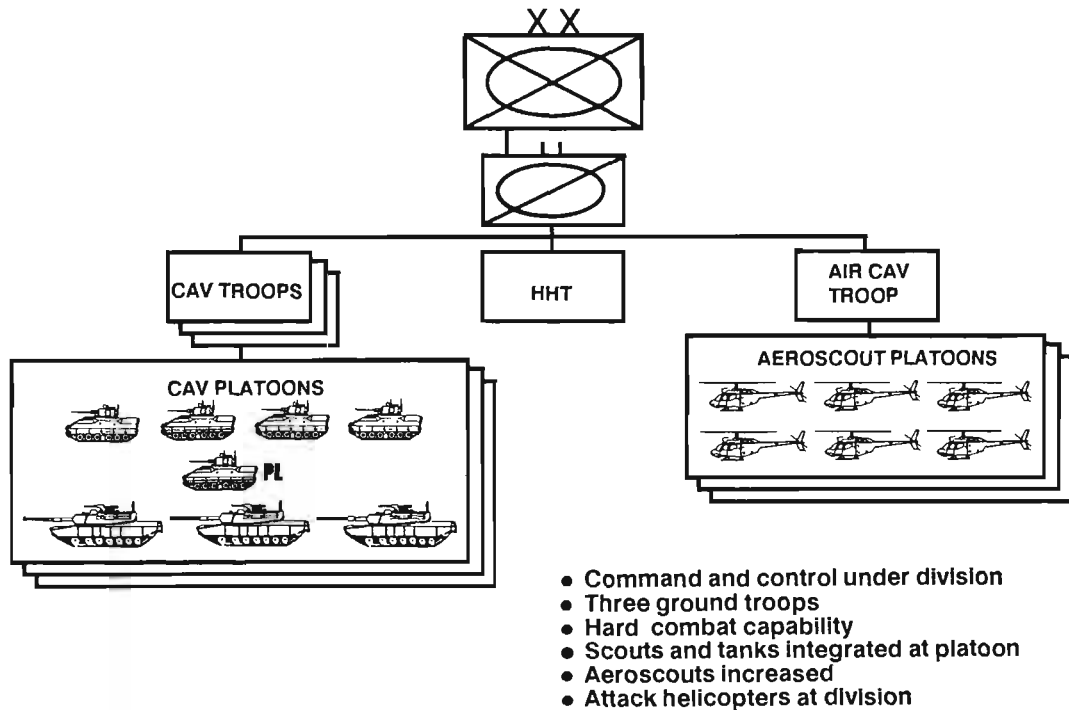 X X
I I
CAV TROOPS
HHT
AIR CAV
TROOP
CAV PLATOONS
PL
AEROSCOUT PLATOONS
• Command and control under division
• Three ground troops
• Hard combat capability
• Scouts and tanks integrated at platoon
• Aeroscouts increased
• Attack helicopters at division